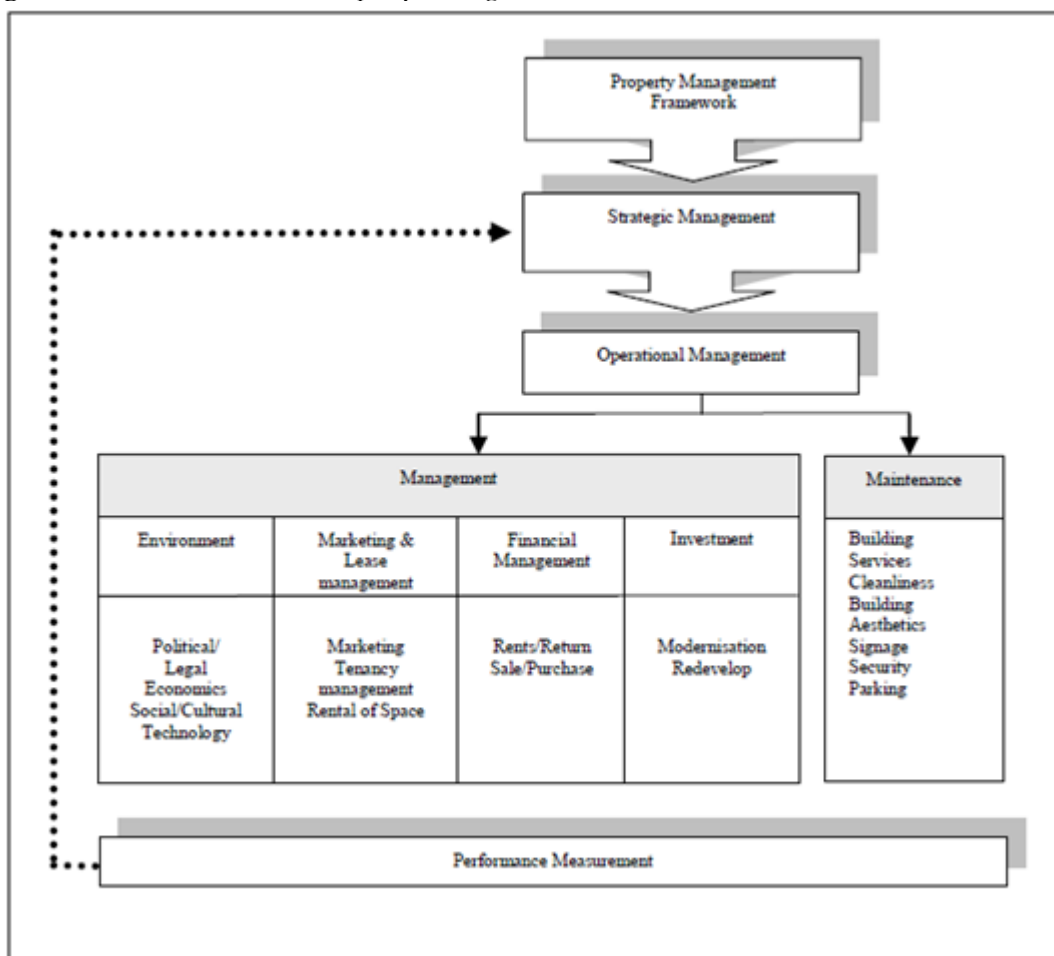 Property Management
Framework
Strategic Management
Operational Management
Management
Environment
Marketing &
Lease
management
Financial
Management
Investment
Political/
Legal
Economics
Social/Cultural
Technology
Marketing
Tenancy
management
Rental of Space
Rents/Return
Sale/Purchase
Modernisation
Redevelop
Maintenance
Building
Services
Cleanliness
Building
Aesthetics
Signage
Security
Parking
Performance Measurement